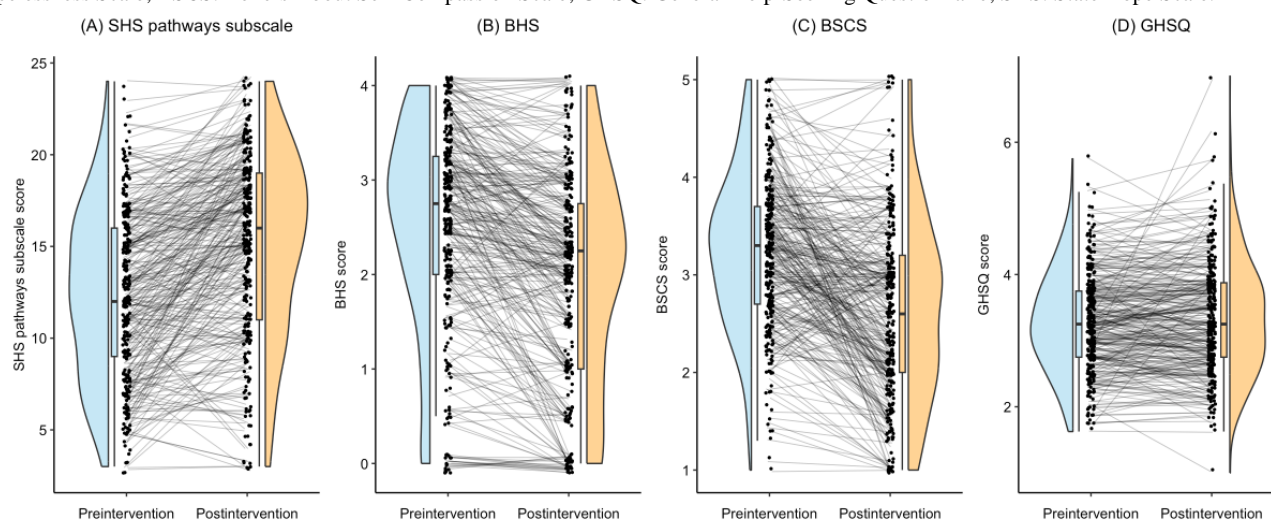 (A) SHS pathways subscale
(B) BHS
(C) BSCS
(D) GHSQ
SHS pathways subscale score
25
20
15
10
5
Preintervention
Postintervention
BHS score
4
3
2
1
0
Preintervention
Postintervention
BSCS score
5
4
3
2
1
Preintervention
Postintervention
GHSQ score
6
4
2
Preintervention
Postintervention